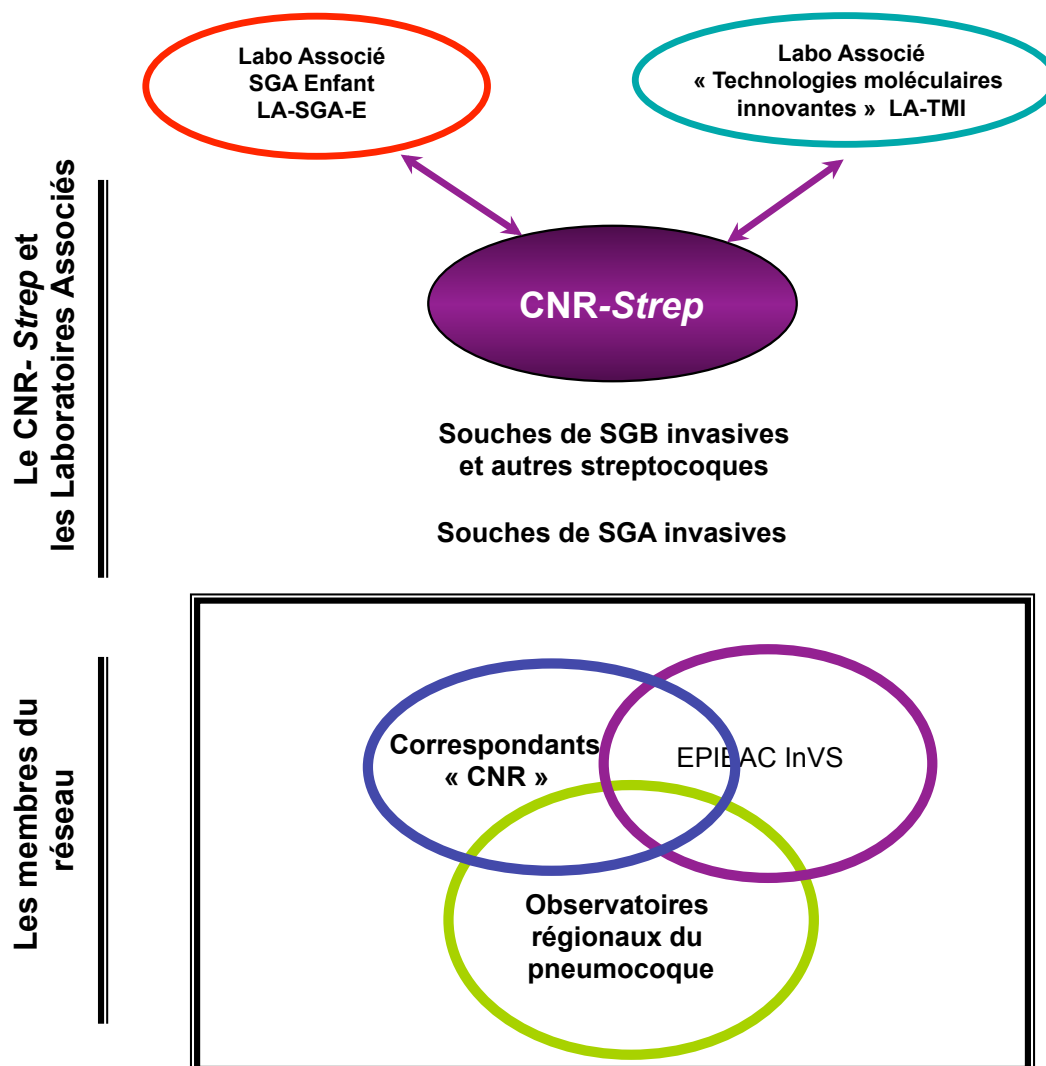 Labo Associé
SGA Enfant
LA-SGA-E
Labo Associé
« Technologies moléculaires
innovantes »  LA-TMI
Le CNR- Strep et
les Laboratoires Associés
CNR-Strep
Souches de SGB invasives
et autres streptocoques
Souches de SGA invasives
Les membres du
réseau
Correspondants
« CNR »
EPIBAC InVS
Observatoires
régionaux du
pneumocoque